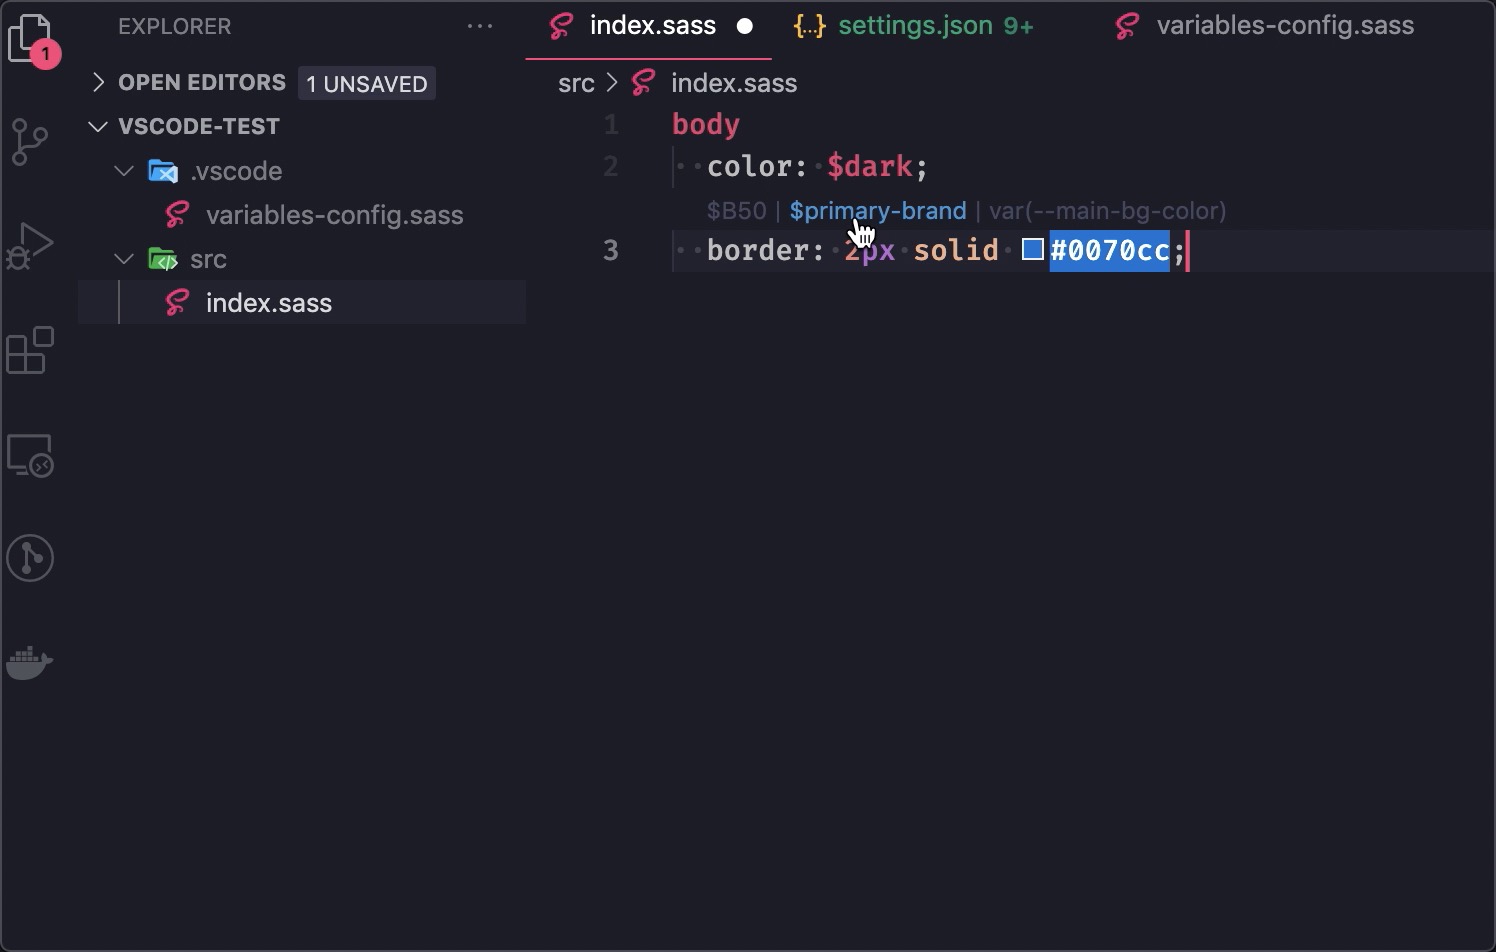 EXPLORER ...
1
OPEN EDITORS 1 UNSAVED
VSCODE-TEST
.vscode
variables-config.sass
src
index.sass
index.sass
{..} settings.json 9+
variables-config.sass
src > index.sass
1 body
2 color: $dark;
$B50 | $primary-brand | var(--main-bg-color)
3 border: 2px solid #0070cc;